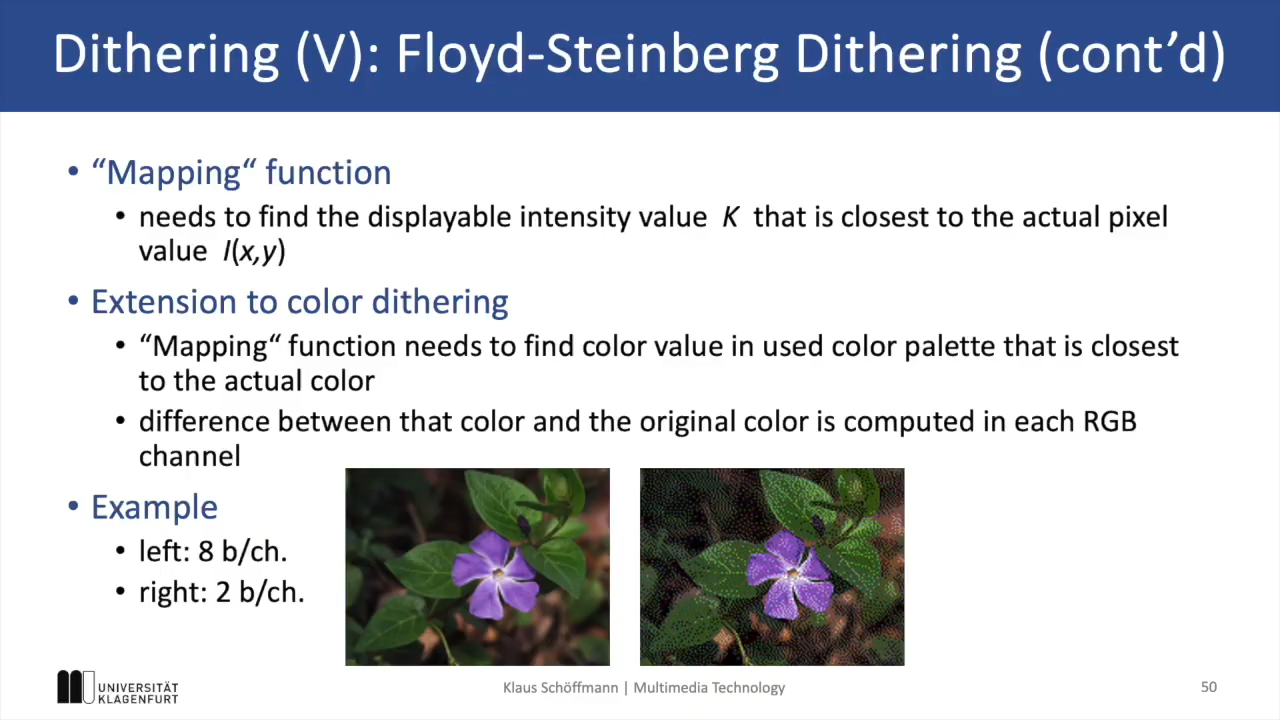 Dithering (V): Floyd-Steinberg Dithering (cont’d)
• “Mapping“ function
• needs to find the displayable intensity value K that is closest to the actual pixel
value I(x,y)
• Extension to color dithering
• “Mapping“ function needs to find color value in used color palette that is closest
to the actual color
• difference between that color and the original color is computed in each RGB
channel
• Example
• left: 8 b/ch.
• right: 2 b/ch.
UNIVERSITÄT
KLAGENFURT
Klaus Schöffmann | Multimedia Technology
50